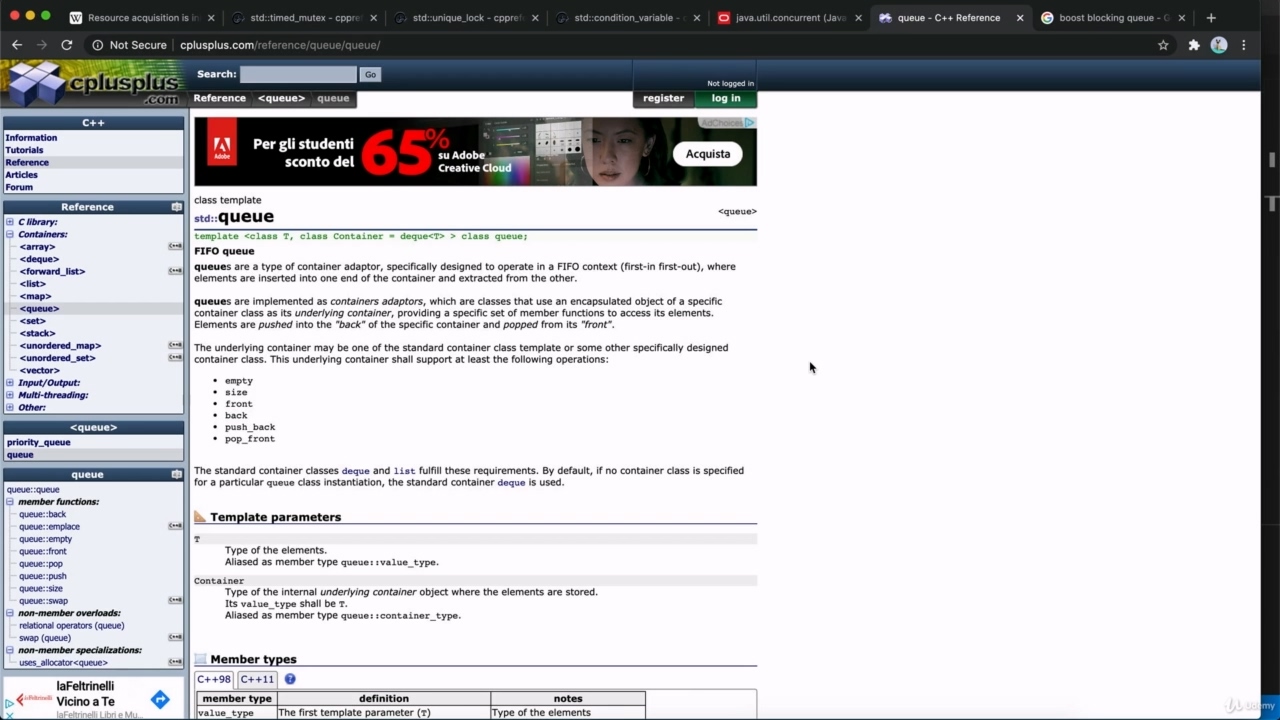 Resource acquisition is i
std::timed_mutex - cppref
std::unique_lock - cppref
std::condition_variable -
java.util.concurrent (Java
queue - C++ Reference
boost blocking queue - G
Not Secure
cplusplus.com/reference/queue/queue/
cplusplus
.com
Search:
Go
Not logged in
Reference
<queue>
queue
register
log in
C++
Information
Tutorials
Reference
Articles
Forum
Reference
C library:
Containers:
<array>
<deque>
<forward_list>
<list>
<map>
<queue>
<set>
<stack>
<unordered_map>
<unordered_set>
<vector>
Input/Output:
Multi-threading:
Other:
<queue>
priority_queue
queue
queue
queue::queue
member functions:
queue::back
queue::emplace
queue::empty
queue::front
queue::pop
queue::push
queue::size
queue::swap
non-member overloads:
relational operators (queue)
swap (queue)
non-member specializations:
uses_allocator<queue>
laFeltrinelli
laFeltrinelli
Vicino a Te
laFeltrinelli Libri e Mu...
Adobe
Per gli studenti
sconto del
65%
su Adobe
Creative Cloud
AdChoices
Acquista
class template
std::queue
<queue>
template <class T, class Container = deque<T> > class queue;
FIFO queue
queues are a type of container adaptor, specifically designed to operate in a FIFO context (first-in first-out), where
elements are inserted into one end of the container and extracted from the other.
queues are implemented as containers adaptors, which are classes that use an encapsulated object of a specific
container class as its underlying container, providing a specific set of member functions to access its elements.
Elements are pushed into the "back" of the specific container and popped from its "front".
The underlying container may be one of the standard container class template or some other specifically designed
container class. This underlying container shall support at least the following operations:
empty
size
front
back
push_back
pop_front
The standard container classes deque and list fulfill these requirements. By default, if no container class is specified
for a particular queue class instantiation, the standard container deque is used.
Template parameters
T
Type of the elements.
Aliased as member type queue::value_type.
Container
Type of the internal underlying container object where the elements are stored.
Its value_type shall be T.
Aliased as member type queue::container_type.
Member types
C++98
C++11
member type
definition
notes
value_type
The first template parameter (T)
Type of the elements
Udemy